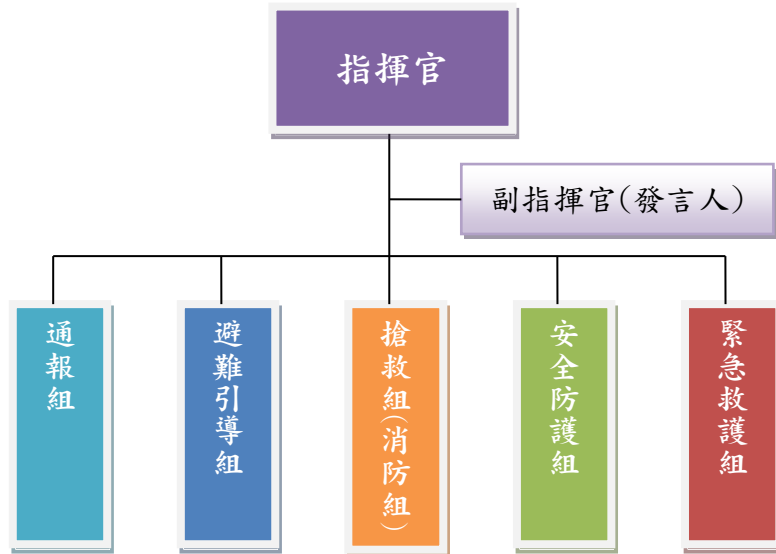 指揮官
副指揮官(發言人)
通報組
避難引導組
搶救組(消防組)
安全防護組
緊急救護組